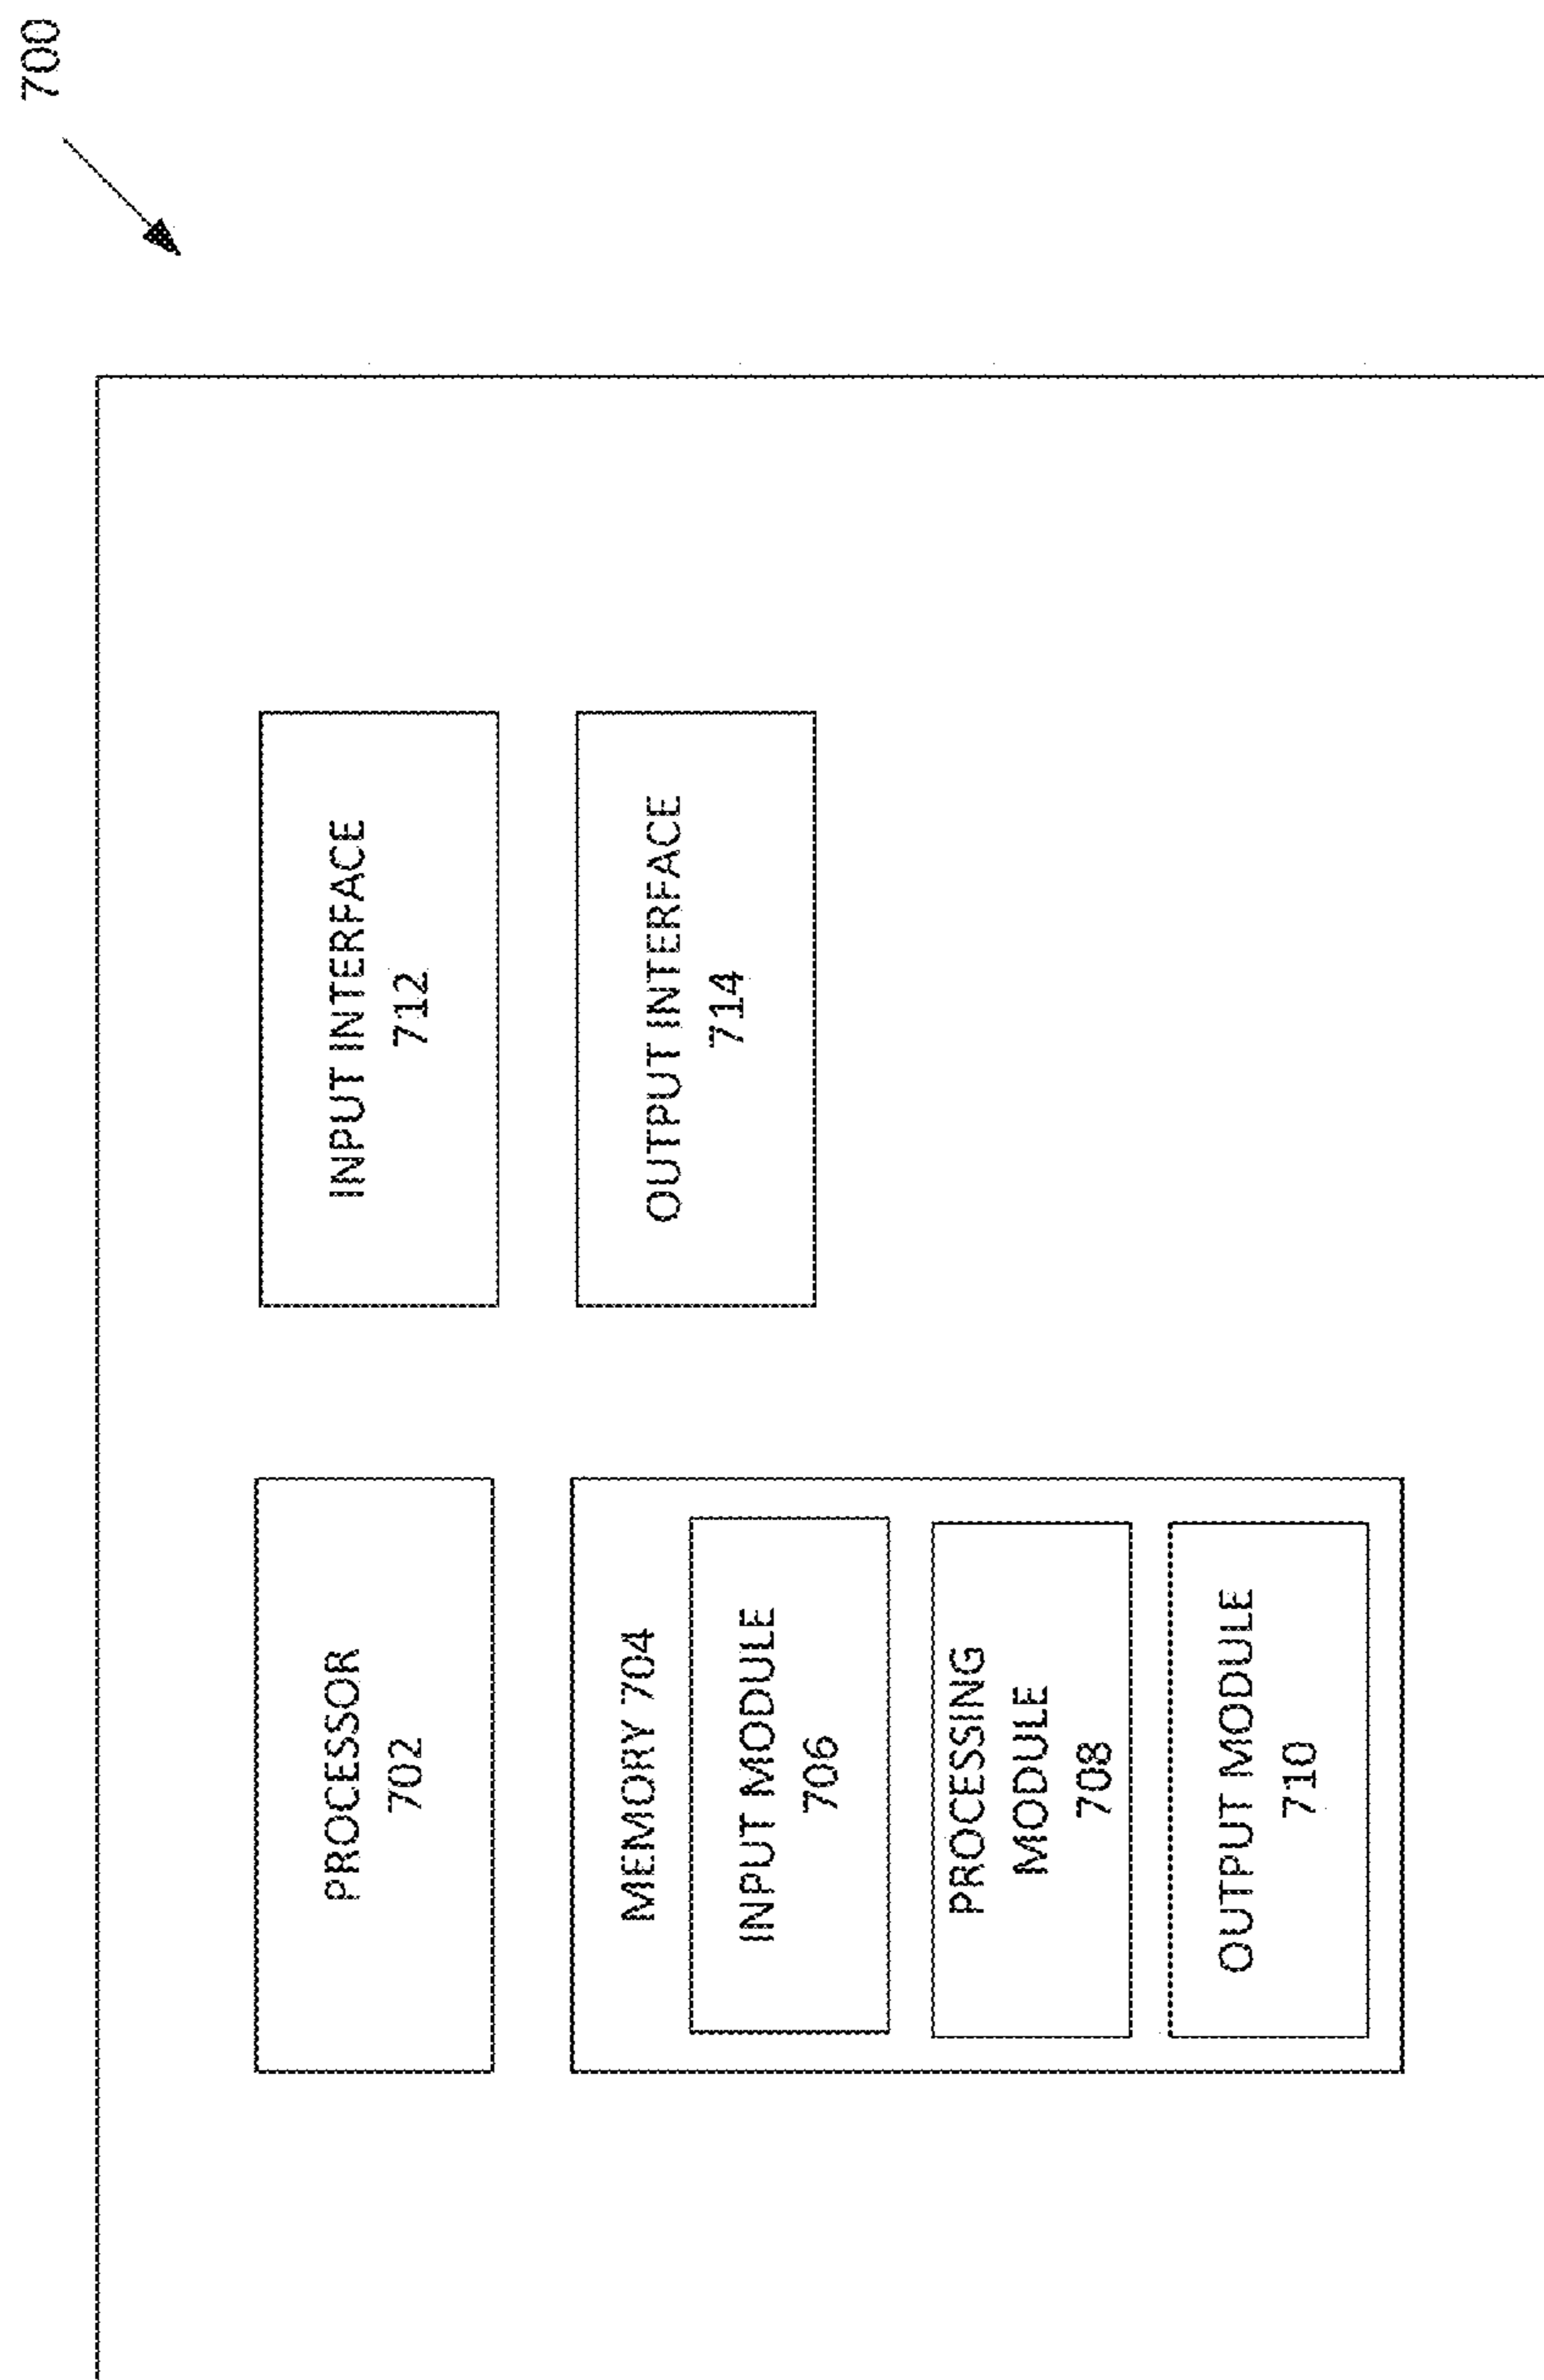 700
PROCESSOR
702
INPUT INTERFACE
712
MEMORY 704
INPUT MODULE
706
PROCESSING
MODULE
708
OUTPUT MODULE
710
OUTPUT INTERFACE
714